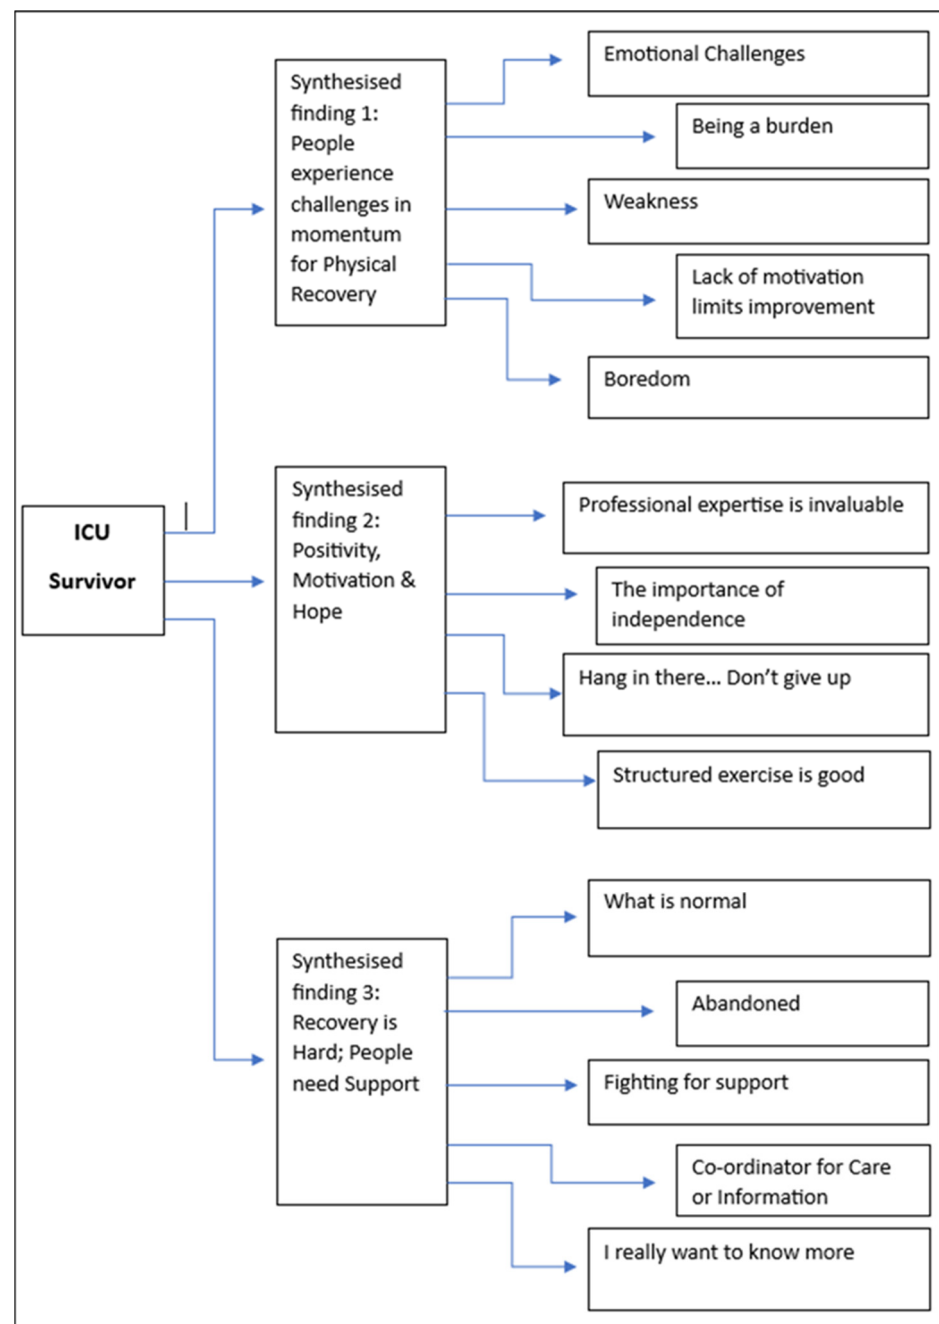 ICU
Survivor
Synthesised
finding 1:
People
experience
challenges in
momentum
for Physical
Recovery
Emotional Challenges
Being a burden
Weakness
Lack of motivation
limits improvement
Boredom
Synthesised
finding 2:
Positivity,
Motivation &
Hope
Professional expertise is invaluable
The importance of
independence
Hang in there... Don’t give up
Structured exercise is good
Synthesised
finding 3:
Recovery is
Hard; People
need Support
What is normal
Abandoned
Fighting for support
Co-ordinator for Care
or Information
I really want to know more